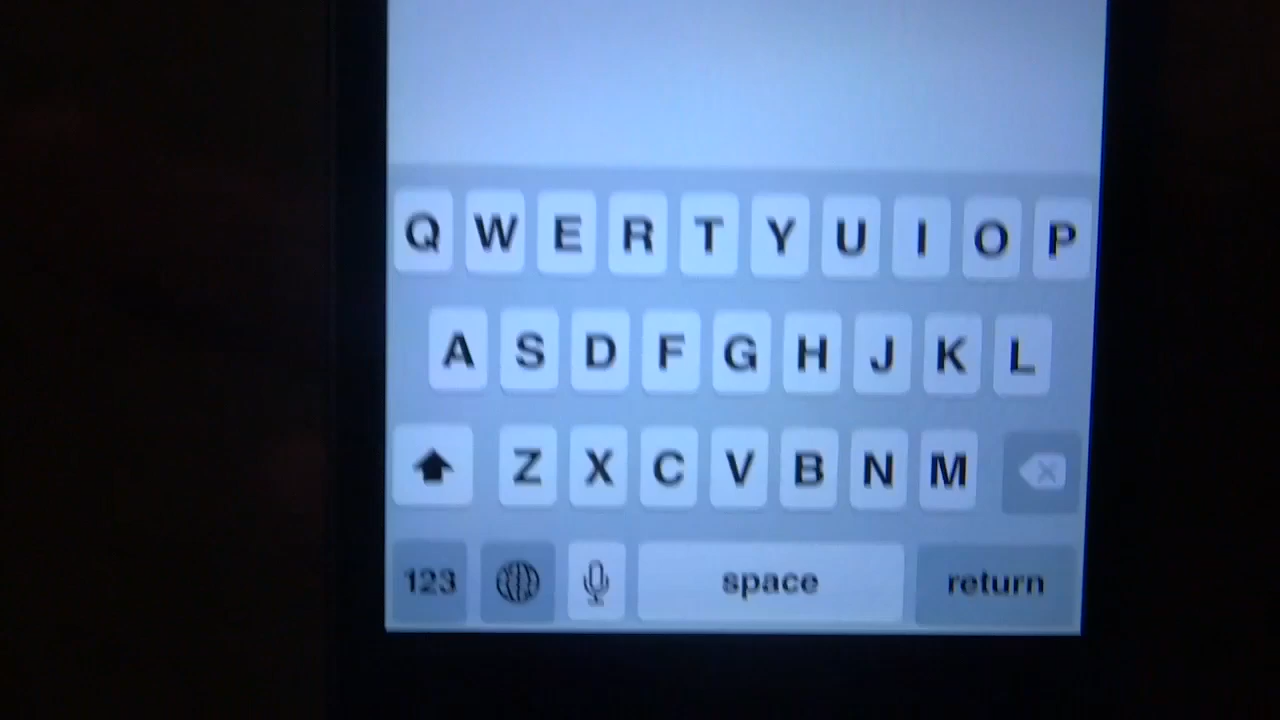 Q W E R T Y U I O P
A S D F G H J K L
Z X C V B N M
123 space return